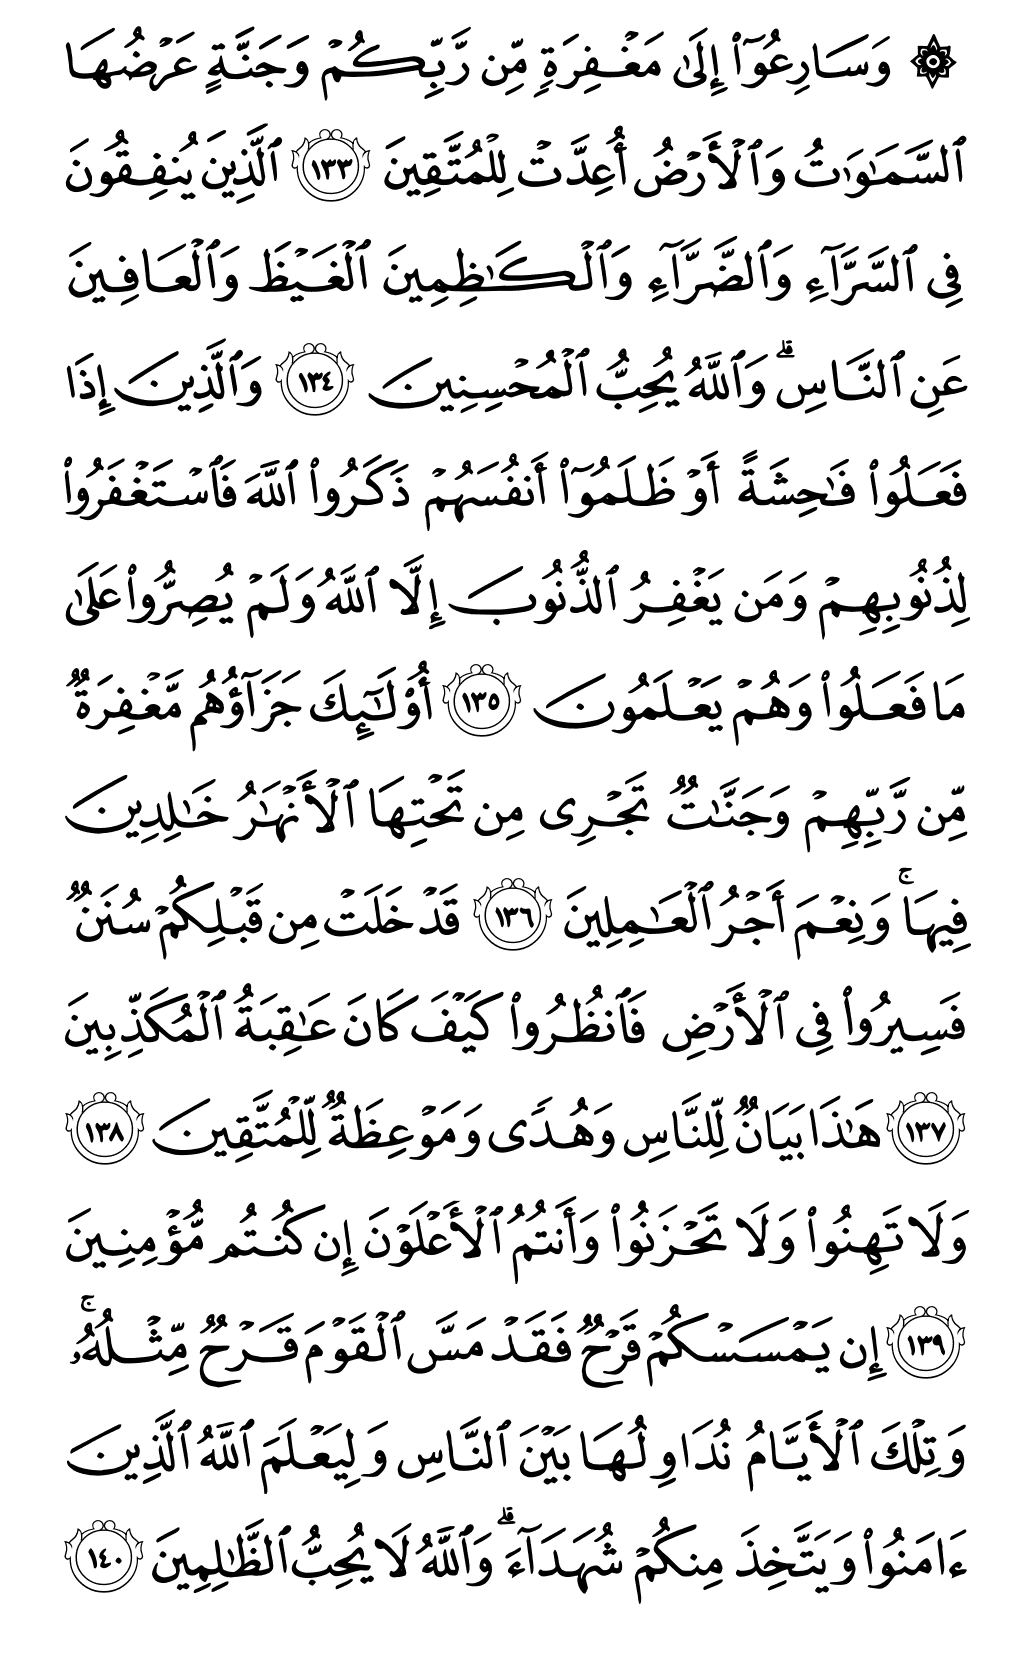 ۞ وَسَارِعُوٓا۟ إِلَىٰ مَغْفِرَةٍ مِّن رَّبِّكُمْ وَجَنَّةٍ عَرْضُهَا
ٱلسَّمَـٰوَٰتُ وَٱلْأَرْضُ أُعِدَّتْ لِلْمُتَّقِينَ ١٣٣ ٱلَّذِينَ يُنفِقُونَ
فِى ٱلسَّرَّآءِ وَٱلضَّرَّآءِ وَٱلْكَـٰظِمِينَ ٱلْغَيْظَ وَٱلْعَافِينَ
عَنِ ٱلنَّاسِ ۗ وَٱللَّهُ يُحِبُّ ٱلْمُحْسِنِينَ ١٣٤ وَٱلَّذِينَ إِذَا
فَعَلُوا۟ فَـٰحِشَةً أَوْ ظَلَمُوٓا۟ أَنفُسَهُمْ ذَكَرُوا۟ ٱللَّهَ فَٱسْتَغْفَرُوا۟
لِذُنُوبِهِمْ وَمَن يَغْفِرُ ٱلذُّنُوبَ إِلَّا ٱللَّهُ وَلَمْ يُصِرُّوا۟ عَلَىٰ
مَا فَعَلُوا۟ وَهُمْ يَعْلَمُونَ ١٣٥ أُو۟لَـٰٓئِكَ جَزَآؤُهُم مَّغْفِرَةٌ
مِّن رَّبِّهِمْ وَجَنَّـٰتٌ تَجْرِى مِن تَحْتِهَا ٱلْأَنْهَـٰرُ خَـٰلِدِينَ
فِيهَا ۚ وَنِعْمَ أَجْرُ ٱلْعَـٰمِلِينَ ١٣٦ قَدْ خَلَتْ مِن قَبْلِكُمْ سُنَنٌ
فَسِيرُوا۟ فِى ٱلْأَرْضِ فَٱنظُرُوا۟ كَيْفَ كَانَ عَـٰقِبَةُ ٱلْمُكَذِّبِينَ
١٣٧ هَـٰذَا بَيَانٌ لِّلنَّاسِ وَهُدًى وَمَوْعِظَةٌ لِّلْمُتَّقِينَ ١٣٨
وَلَا تَهِنُوا۟ وَلَا تَحْزَنُوا۟ وَأَنتُمُ ٱلْأَعْلَوْنَ إِن كُنتُم مُّؤْمِنِينَ
١٣٩ إِن يَمْسَسْكُمْ قَرْحٌ فَقَدْ مَسَّ ٱلْقَوْمَ قَرْحٌ مِّثْلُهُۥ ۚ
وَتِلْكَ ٱلْأَيَّامُ نُدَاوِلُهَا بَيْنَ ٱلنَّاسِ وَلِيَعْلَمَ ٱللَّهُ ٱلَّذِينَ
ءَامَنُوا۟ وَيَتَّخِذَ مِنكُمْ شُهَدَآءَ ۗ وَٱللَّهُ لَا يُحِبُّ ٱلظَّـٰلِمِينَ ١٤٠